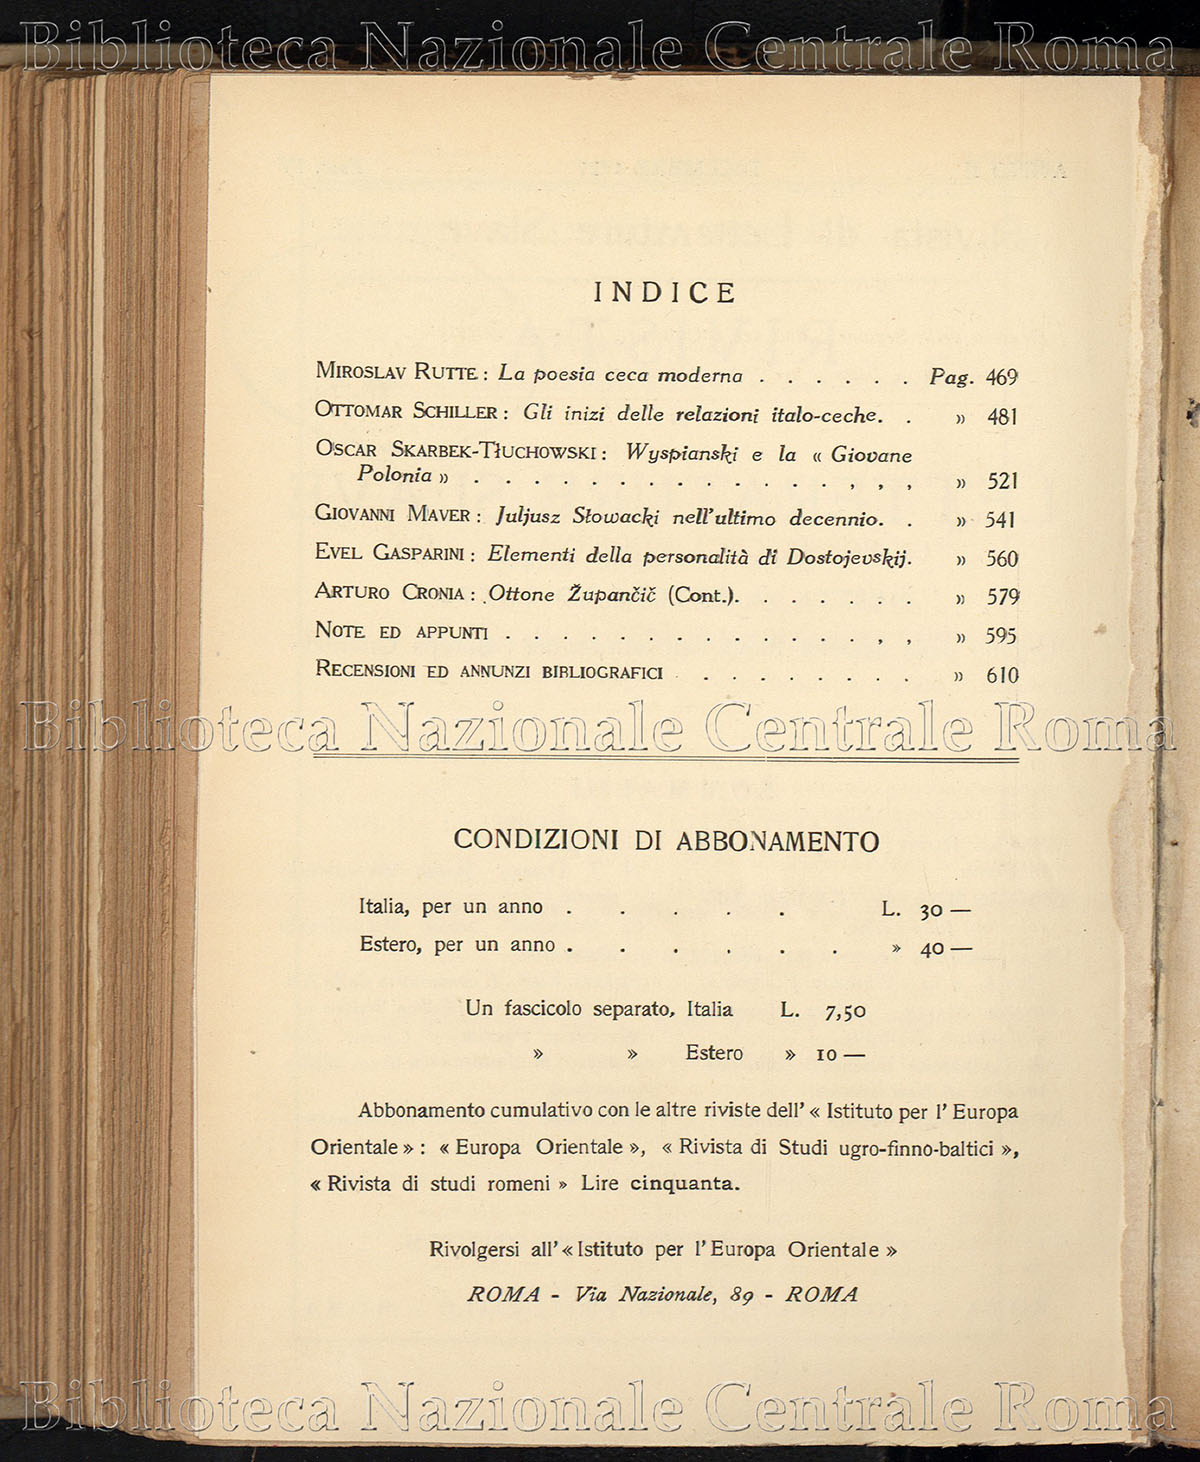 Biblioteca Nazionale Centrale Roma
INDICE
MIROSLAV RUTTE : La poesia ceca moderna . . . . . . Pag. 469
OTTOMAR SCHILLER : Gli inizi delle relazioni italo-ceche. . » 481
OSCAR SKARBEK-TŁUCHOWSKI : Wyspianski e la « Giovane
Polonia » . . . . . . . . . . . . . , , , » 521
GIOVANNI MAVER : Juljusz Słowacki nell'ultimo decennio. . » 541
EVEL GASPARINI : Elementi della personalità di Dostojevskij. » 560
ARTURO CRONIA : Ottone Župančič (Cont.). . . . . . . » 579
NOTE ED APPUNTI . . . . . . . . . . . . . , , » 595
RECENSIONI ED ANNUNZI BIBLIOGRAFICI . . . . . . . . . » 610
Biblioteca Nazionale Centrale Roma
CONDIZIONI DI ABBONAMENTO
Italia, per un anno . . . . . L. 30 —
Estero, per un anno . . . . . . » 40 —
Un fascicolo separato, Italia L. 7,50
» » Estero » 10 —
Abbonamento cumulativo con le altre riviste dell' « Istituto per l' Europa
Orientale » : « Europa Orientale », « Rivista di Studi ugro-finno-baltici »,
« Rivista di studi romeni » Lire cinquanta.
Rivolgersi all' « Istituto per l' Europa Orientale »
ROMA - Via Nazionale, 89 - ROMA
Biblioteca Nazionale Centrale Roma